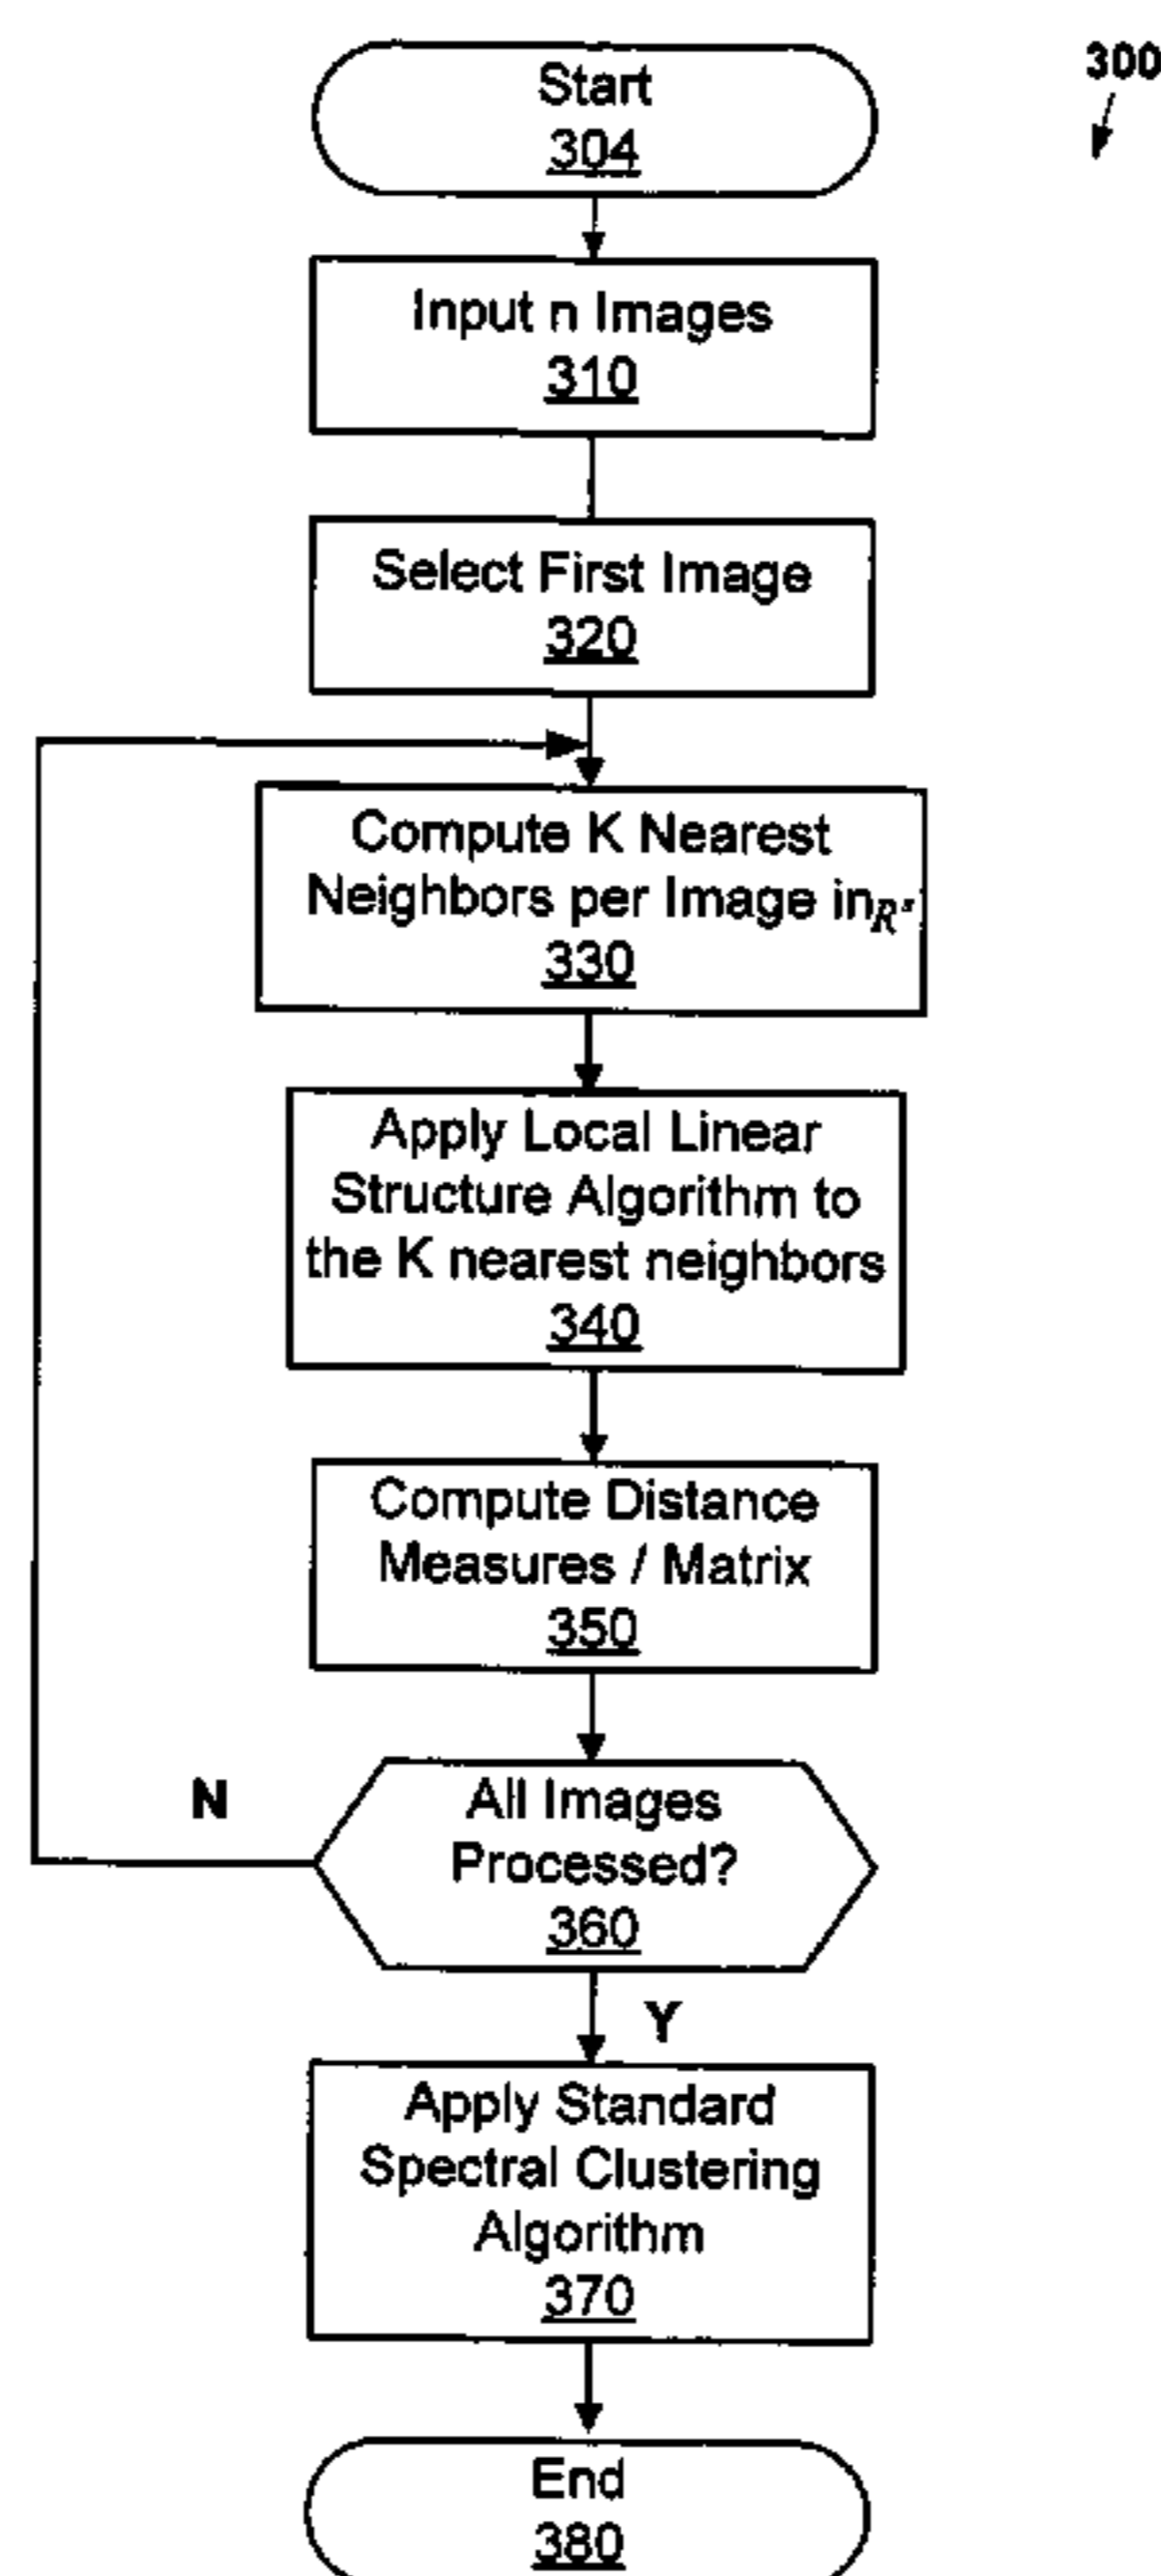 300
Start
304
Input n Images
310
Select First Image
320
Compute K Nearest
Neighbors per Image in
330
Apply Local Linear
Structure Algorithm to
the K nearest neighbors
340
Compute Distance
Measures / Matrix
350
N
All Images
Processed?
360
Y
Apply Standard
Spectral Clustering
Algorithm
370
End
380